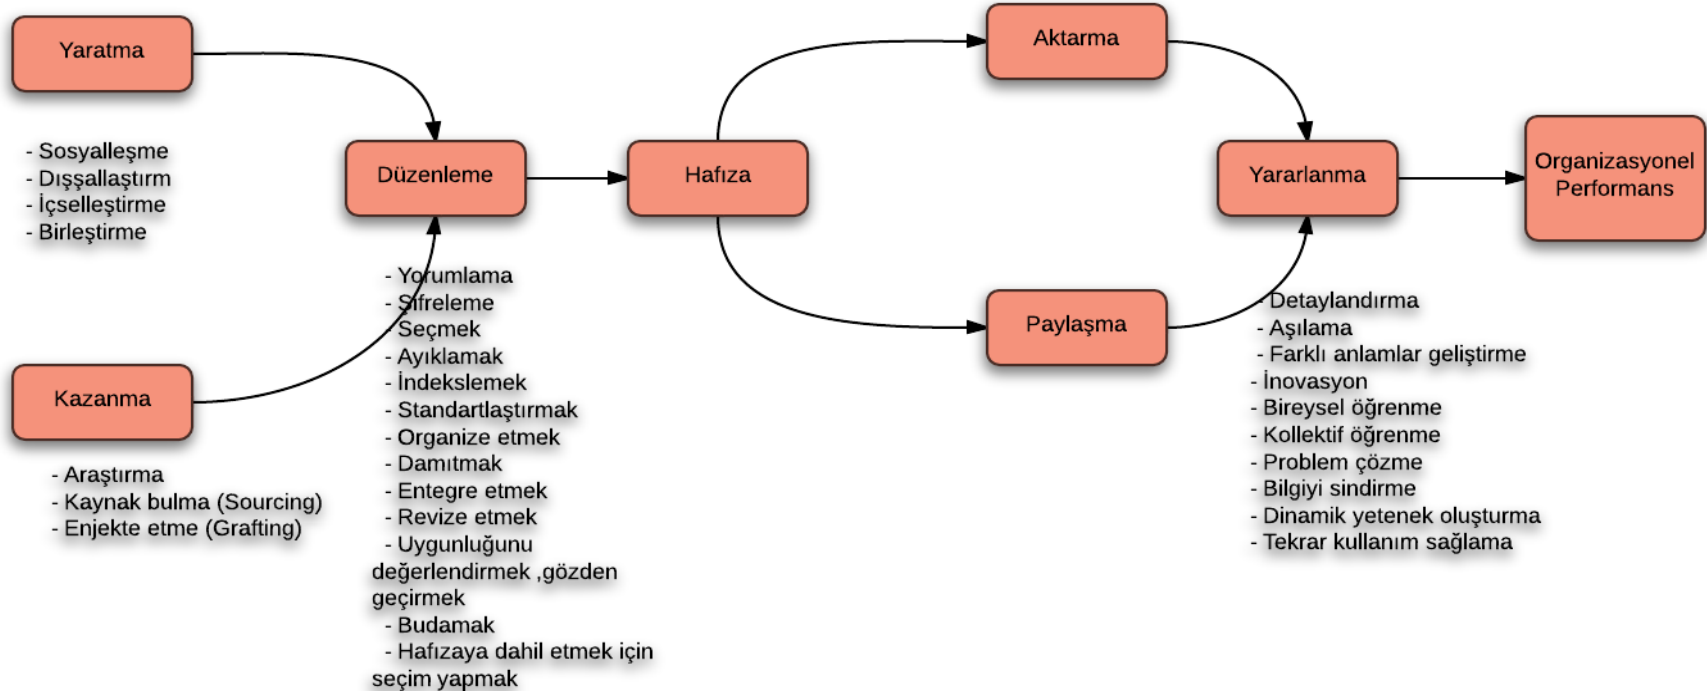 Yaratma
- Sosyalleşme
- Dışşallaştırm
- İçselleştirme
- Birleştirme
Kazanma
- Araştırma
- Kaynak bulma (Sourcing)
- Enjekte etme (Grafting)
Düzenleme
- Yorumlama
- Şifreleme
- Seçmek
- Ayıklamak
- İndekslemek
- Standartlaştırmak
- Organize etmek
- Damıtmak
- Entegre etmek
- Revize etmek
- Uygunluğunu
değerlendirmek ,gözden
geçirmek
- Budamak
- Hafızaya dahil etmek için
seçim yapmak
Hafıza
Aktarma
Paylaşma
Yararlanma
- Detaylandırma
- Aşılama
- Farklı anlamlar geliştirme
- İnovasyon
- Bireysel öğrenme
- Kollektif öğrenme
- Problem çözme
- Bilgiyi sindirme
- Dinamik yetenek oluşturma
- Tekrar kullanım sağlama
Organizasyonel
Performans